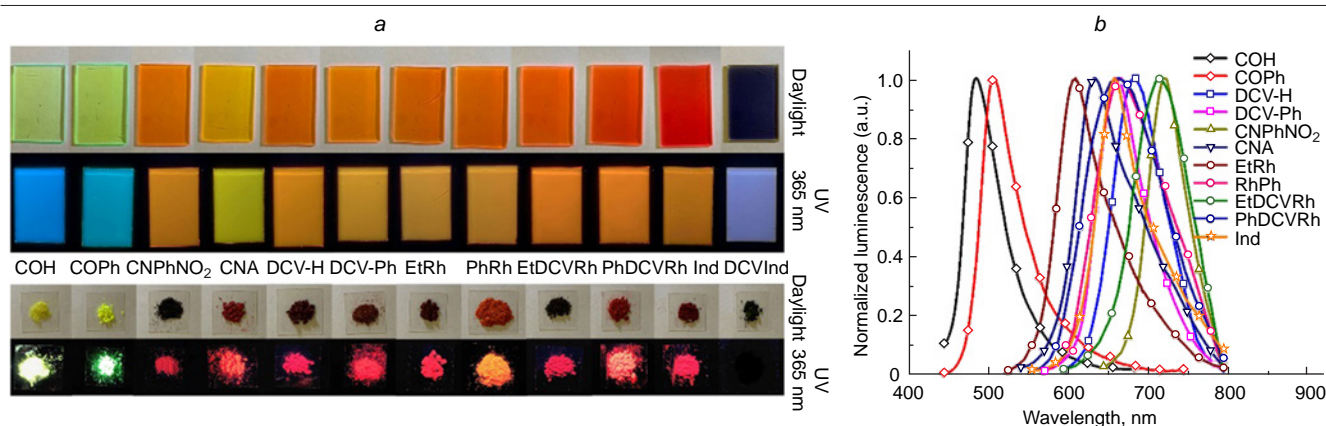 a
Daylight
UV
365 nm
COH COPh CNPhNO₂ CNA DCV-H DCV-Ph EtRh PhRh EtDCVRh PhDCVRh Ind DCVInd
Daylight
UV
365 nm
b
Normalized luminescence (a.u.)
1.0
0.8
0.6
0.4
0.2
0
400 500 600 700 800 900
Wavelength, nm
COH
COPh
DCV-H
DCV-Ph
CNPhNO₂
CNA
EtRh
RhPh
EtDCVRh
PhDCVRh
Ind